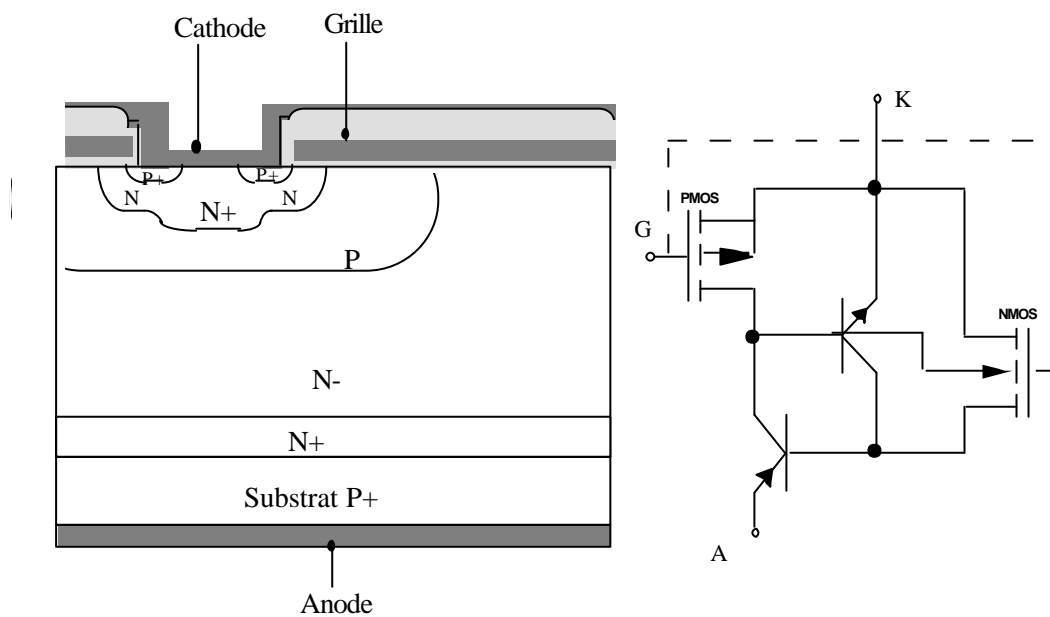 Cathode
Grille
P+
P+
N
N
N+
P
N-
N+
Substrat P+
Anode
K
PMOS
G
NMOS
A